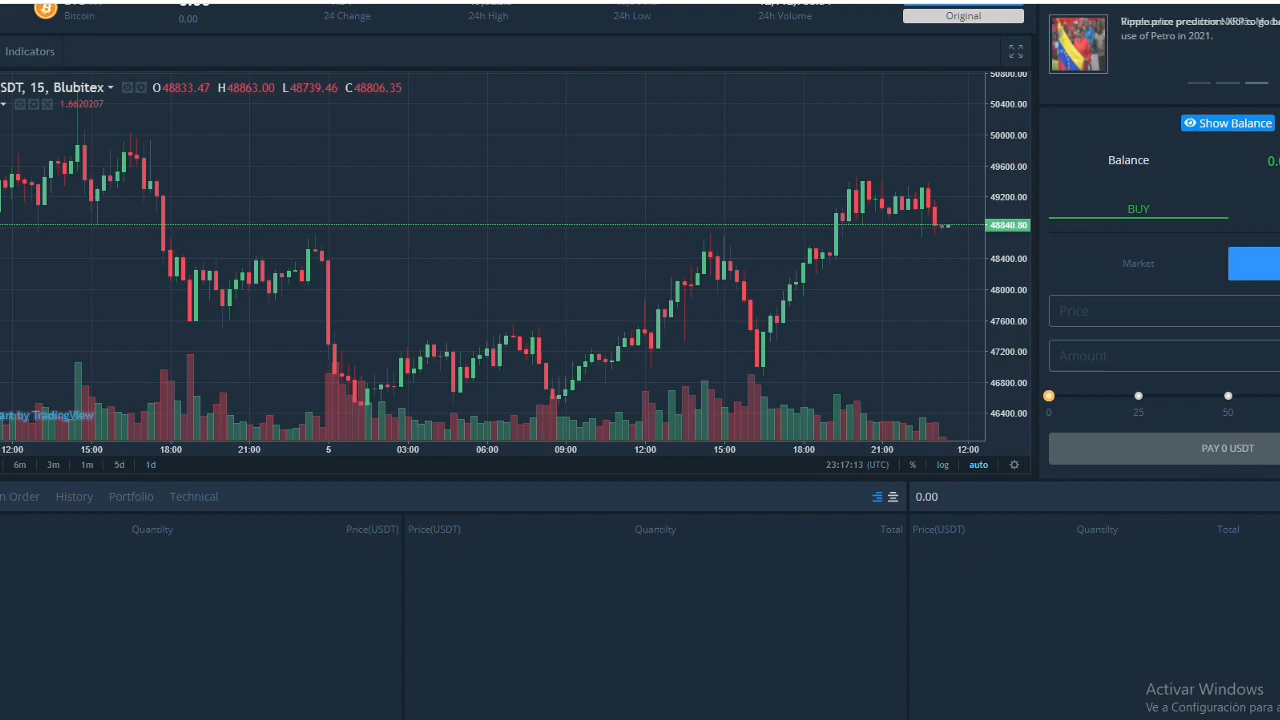 Bitcoin
0.00
24 Change
24h High
24h Low
24h Volume
Original
use of Petro in 2021.
Indicators
SDT, 15, Blubitex O48833.47 H48863.00 L48739.46 C48806.35
1.6620207
50800.00
50400.00
50000.00
49600.00
49200.00
48840.80
48400.00
48000.00
47600.00
47200.00
46800.00
46400.00
art by TradingView
12:00 15:00 18:00 21:00 5 03:00 06:00 09:00 12:00 15:00 18:00 21:00 12:00
6m 3m 1m 5d 1d 23:17:13 (UTC) % log auto
Show Balance
Balance 0.0
BUY
Market
Price
Amount
0 25 50
PAY 0 USDT
n Order History Portfolio Technical
0.00
Quantilty Price(USDT) Price(USDT) Quantilty Total Price(USDT) Quantilty Total
Activar Windows
Ve a Configuración para a